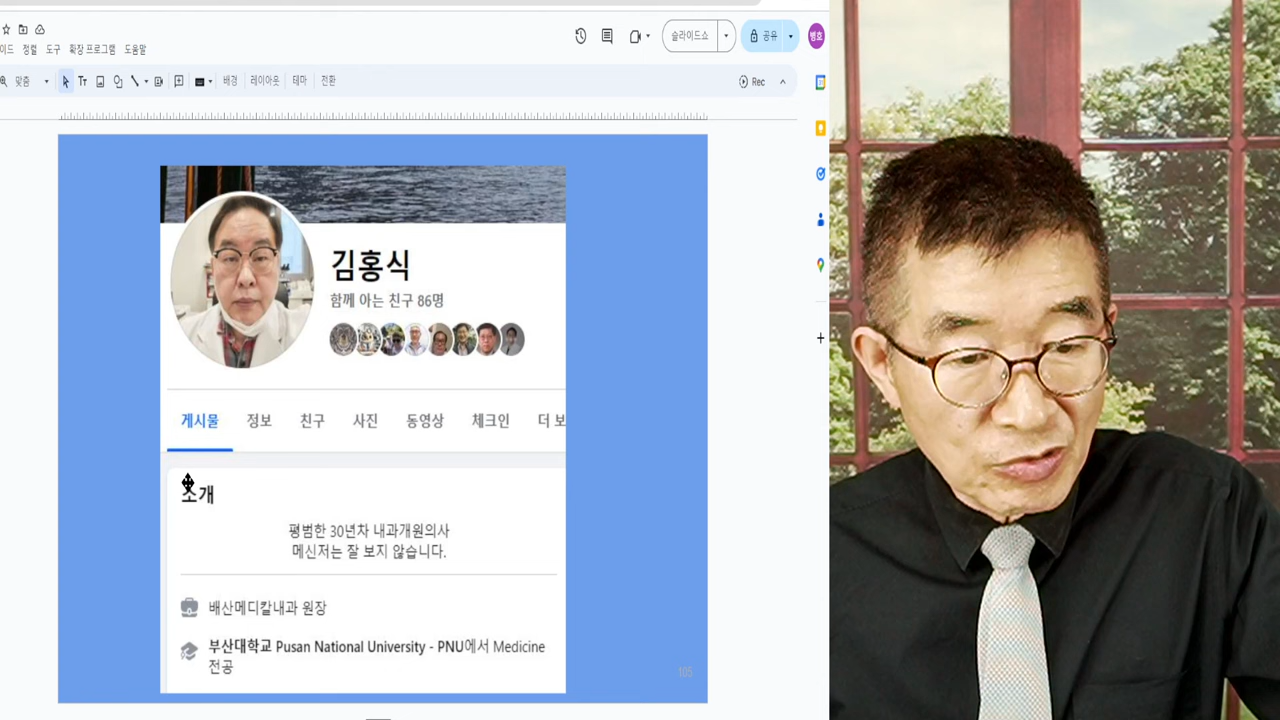 이드 정렬 도구 확장 프로그램 도움말
슬라이드쇼
공유
병호
맞춤
Tт
배경
레이아웃
테마
전환
Rec
김홍식
함께 아는 친구 86명
게시물 정보 친구 사진 동영상 체크인 더 보
소개
평범한 30년차 내과개원의사
메신저는 잘 보지 않습니다.
배산메디칼내과 원장
부산대학교 Pusan National University - PNU에서 Medicine
전공
105